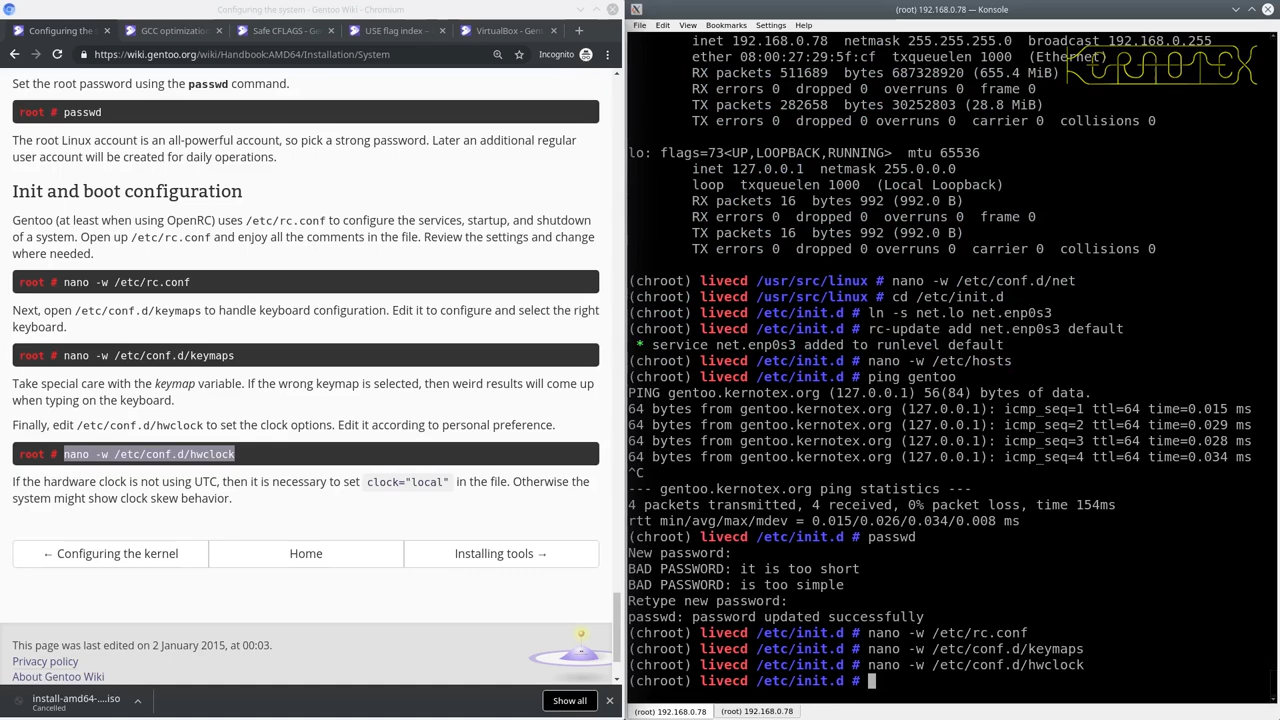 Configuring the system - Gentoo Wiki - Chromium
Configuring the
GCC optimization
Safe CFLAGS - G
USE flag index –
VirtualBox - Gen
https://wiki.gentoo.org/wiki/Handbook:AMD64/Installation/System
Incognito
Set the root password using the passwd command.
root # passwd
The root Linux account is an all-powerful account, so pick a strong password. Later an additional regular
user account will be created for daily operations.
Init and boot configuration
Gentoo (at least when using OpenRC) uses /etc/rc.conf to configure the services, startup, and shutdown
of a system. Open up /etc/rc.conf and enjoy all the comments in the file. Review the settings and change
where needed.
root # nano -w /etc/rc.conf
Next, open /etc/conf.d/keymaps to handle keyboard configuration. Edit it to configure and select the right
keyboard.
root # nano -w /etc/conf.d/keymaps
Take special care with the keymap variable. If the wrong keymap is selected, then weird results will come up
when typing on the keyboard.
Finally, edit /etc/conf.d/hwclock to set the clock options. Edit it according to personal preference.
root # nano -w /etc/conf.d/hwclock
If the hardware clock is not using UTC, then it is necessary to set clock="local" in the file. Otherwise the
system might show clock skew behavior.
← Configuring the kernel
Home
Installing tools →
This page was last edited on 2 January 2015, at 00:03.
Privacy policy
About Gentoo Wiki
install-amd64-....iso
Cancelled
Show all
(root) 192.168.0.78 — Konsole
File Edit View Bookmarks Settings Help
inet 192.168.0.78 netmask 255.255.255.0 broadcast 192.168.0.255
ether 08:00:27:29:5f:cf txqueuelen 1000 (Ethernet)
RX packets 511689 bytes 687328920 (655.4 MiB)
RX errors 0 dropped 0 overruns 0 frame 0
TX packets 282658 bytes 30252803 (28.8 MiB)
TX errors 0 dropped 0 overruns 0 carrier 0 collisions 0
KERNOTEX
lo: flags=73<UP,LOOPBACK,RUNNING> mtu 65536
inet 127.0.0.1 netmask 255.0.0.0
loop txqueuelen 1000 (Local Loopback)
RX packets 16 bytes 992 (992.0 B)
RX errors 0 dropped 0 overruns 0 frame 0
TX packets 16 bytes 992 (992.0 B)
TX errors 0 dropped 0 overruns 0 carrier 0 collisions 0
(chroot) livecd /usr/src/linux # nano -w /etc/conf.d/net
(chroot) livecd /usr/src/linux # cd /etc/init.d
(chroot) livecd /etc/init.d # ln -s net.lo net.enp0s3
(chroot) livecd /etc/init.d # rc-update add net.enp0s3 default
* service net.enp0s3 added to runlevel default
(chroot) livecd /etc/init.d # nano -w /etc/hosts
(chroot) livecd /etc/init.d # ping gentoo
PING gentoo.kernotex.org (127.0.0.1) 56(84) bytes of data.
64 bytes from gentoo.kernotex.org (127.0.0.1): icmp_seq=1 ttl=64 time=0.015 ms
64 bytes from gentoo.kernotex.org (127.0.0.1): icmp_seq=2 ttl=64 time=0.029 ms
64 bytes from gentoo.kernotex.org (127.0.0.1): icmp_seq=3 ttl=64 time=0.028 ms
64 bytes from gentoo.kernotex.org (127.0.0.1): icmp_seq=4 ttl=64 time=0.034 ms
^C
--- gentoo.kernotex.org ping statistics ---
4 packets transmitted, 4 received, 0% packet loss, time 154ms
rtt min/avg/max/mdev = 0.015/0.026/0.034/0.008 ms
(chroot) livecd /etc/init.d # passwd
New password:
BAD PASSWORD: it is too short
BAD PASSWORD: is too simple
Retype new password:
passwd: password updated successfully
(chroot) livecd /etc/init.d # nano -w /etc/rc.conf
(chroot) livecd /etc/init.d # nano -w /etc/conf.d/keymaps
(chroot) livecd /etc/init.d # nano -w /etc/conf.d/hwclock
(chroot) livecd /etc/init.d #
(root) 192.168.0.78
(root) 192.168.0.78